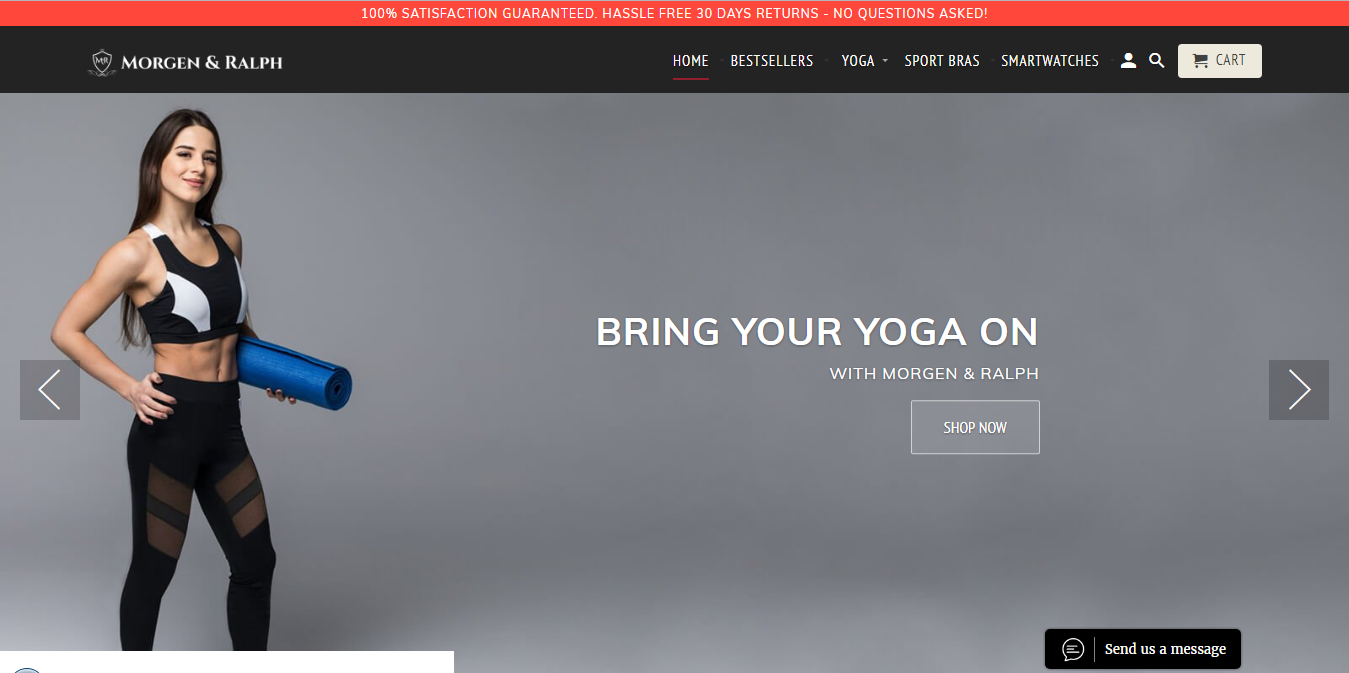 100% SATISFACTION GUARANTEED. HASSLE FREE 30 DAYS RETURNS - NO QUESTIONS ASKED!
MR MORGEN & RALPH
HOME BESTSELLERS YOGA SPORT BRAS SMARTWATCHES CART
BRING YOUR YOGA ON
WITH MORGEN & RALPH
SHOP NOW
Send us a message